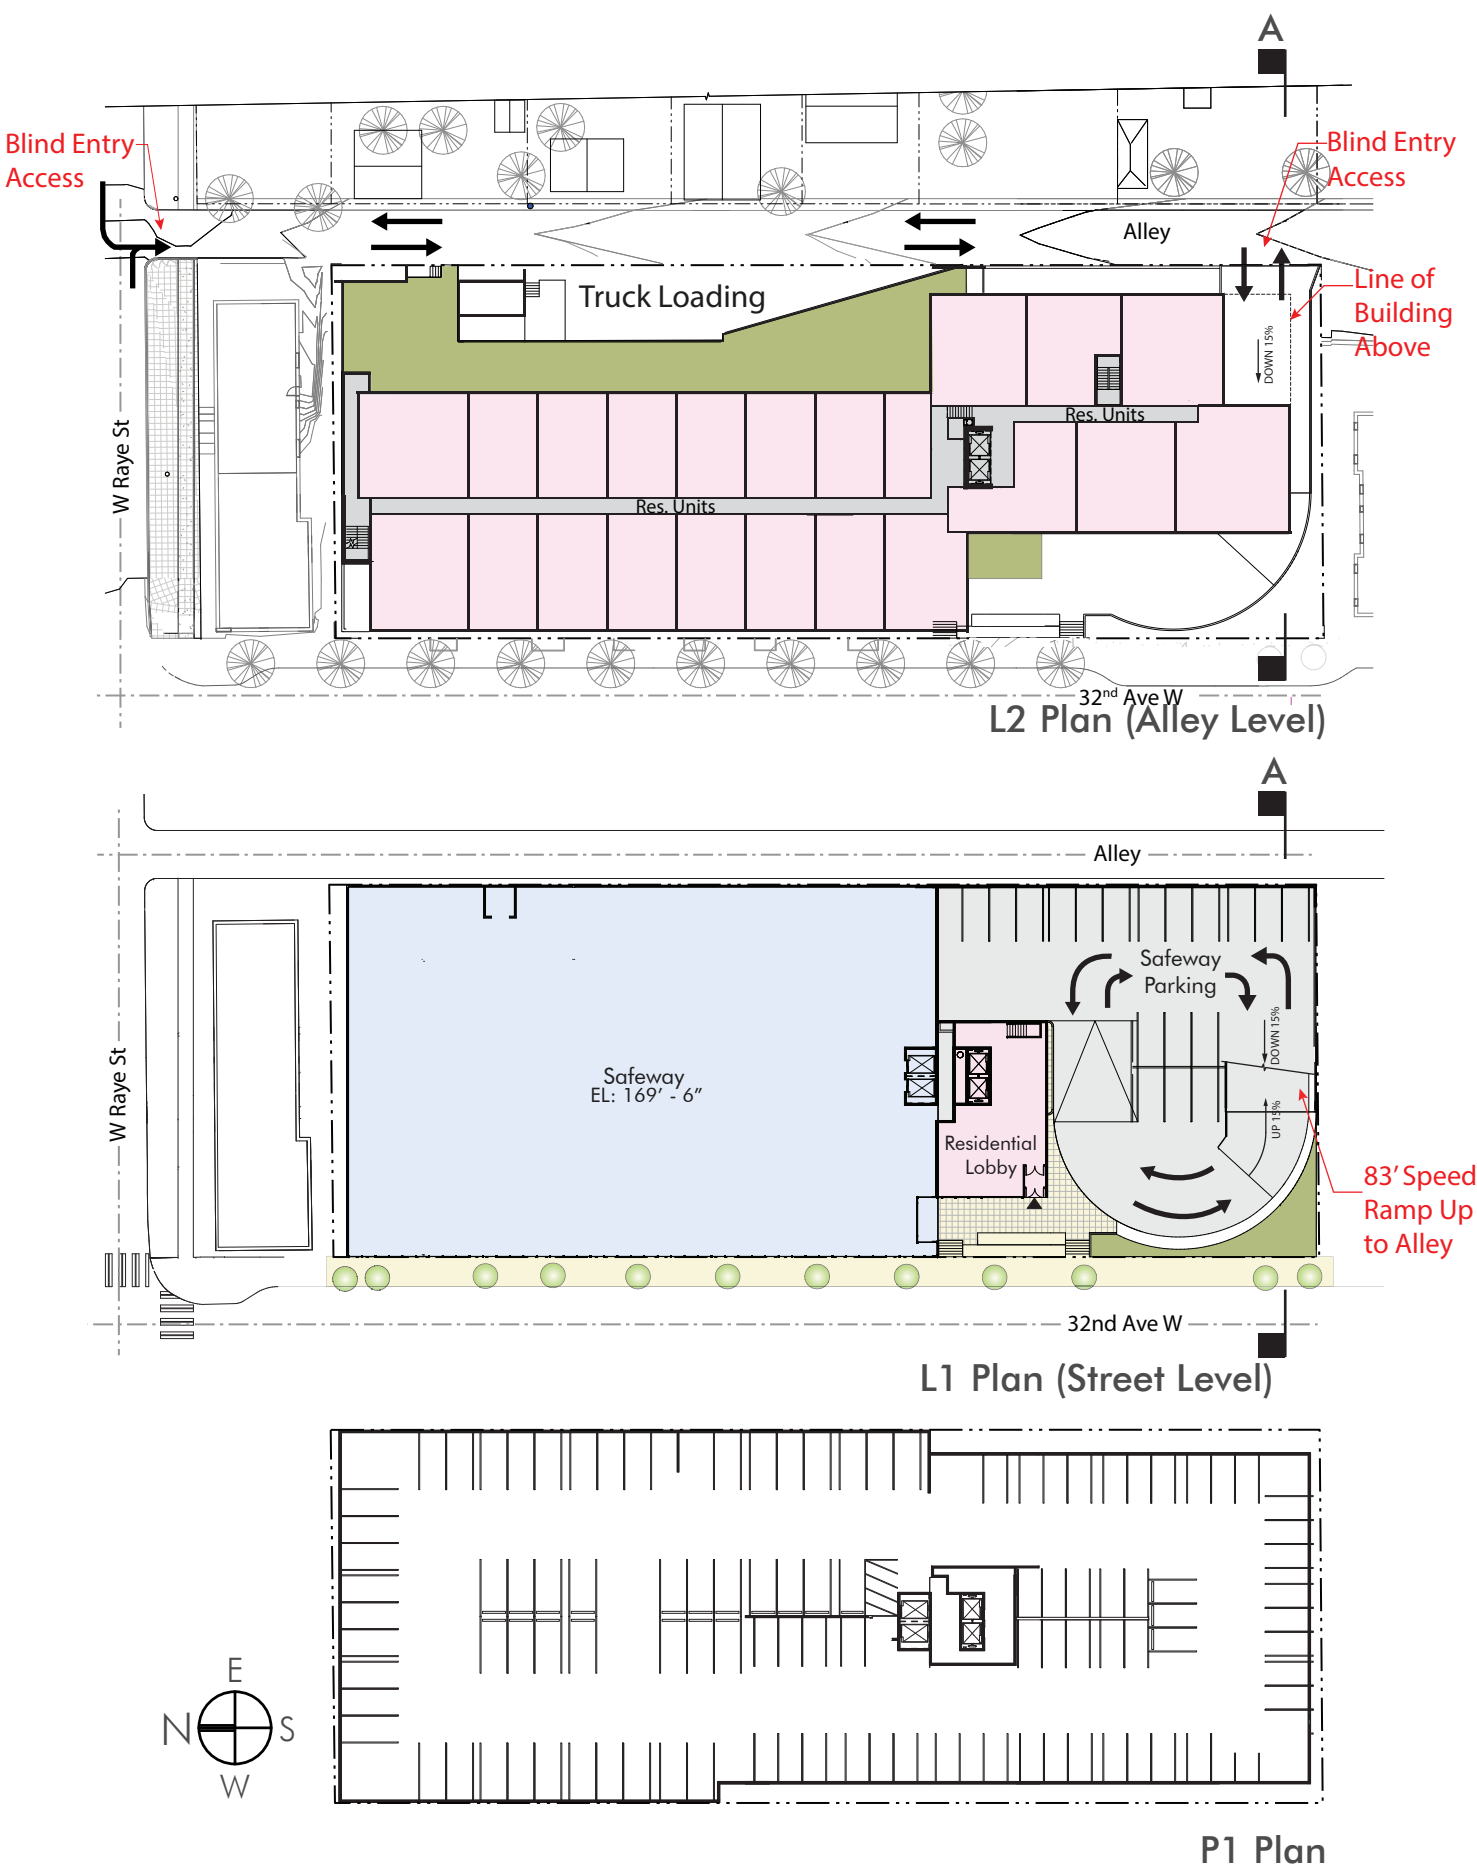 A
Blind Entry
Access
Blind Entry
Access
Alley
Truck Loading
Line of
Building
Above
DOWN 15%
Res. Units
W Raye St
Res. Units
32nd Ave W
L2 Plan (Alley Level)
A
Alley
Safeway
Parking
DOWN 15%
W Raye St
Safeway
EL: 169' - 6"
UP 15%
Residential
Lobby
83' Speed
Ramp Up
to Alley
32nd Ave W
L1 Plan (Street Level)
E
N
S
W
P1 Plan